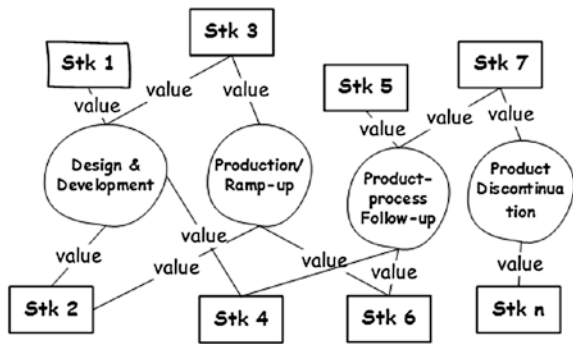 Stk 3
Stk 1
Stk 7
Stk 5
value
value
value
value
value
value
Design &
Development
Production/
Ramp-up
Product-
process
Follow-up
Product
Discontinua
tion
value
value
value
value
value
value
Stk 2
Stk 4
Stk 6
Stk n